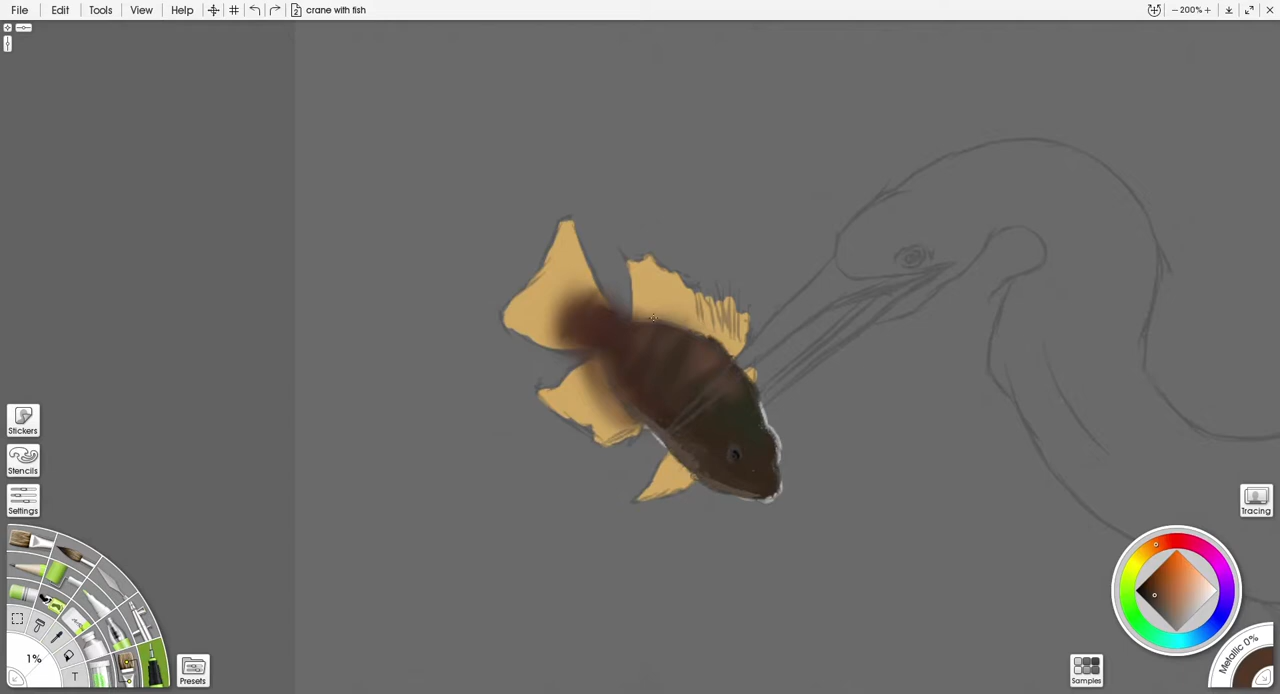 File Edit Tools View Help crane with fish 200%
Stickers
Stencils
Settings
Tracing
1%
T
Presets
Samples
Metallic 0%